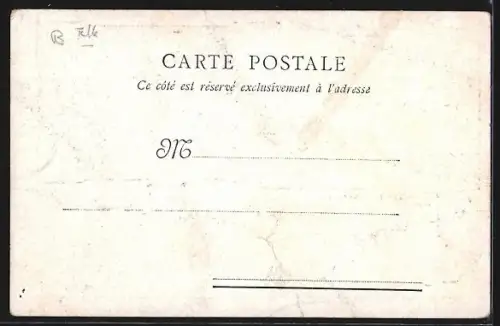 CARTE POSTALE
Ce côté est réservé exclusivement à l'adresse
M